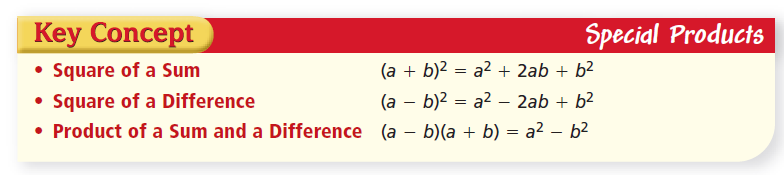 Key Concept Special Products
• Square of a Sum (a + b)² = a² + 2ab + b²
• Square of a Difference (a − b)² = a² − 2ab + b²
• Product of a Sum and a Difference (a − b)(a + b) = a² − b²